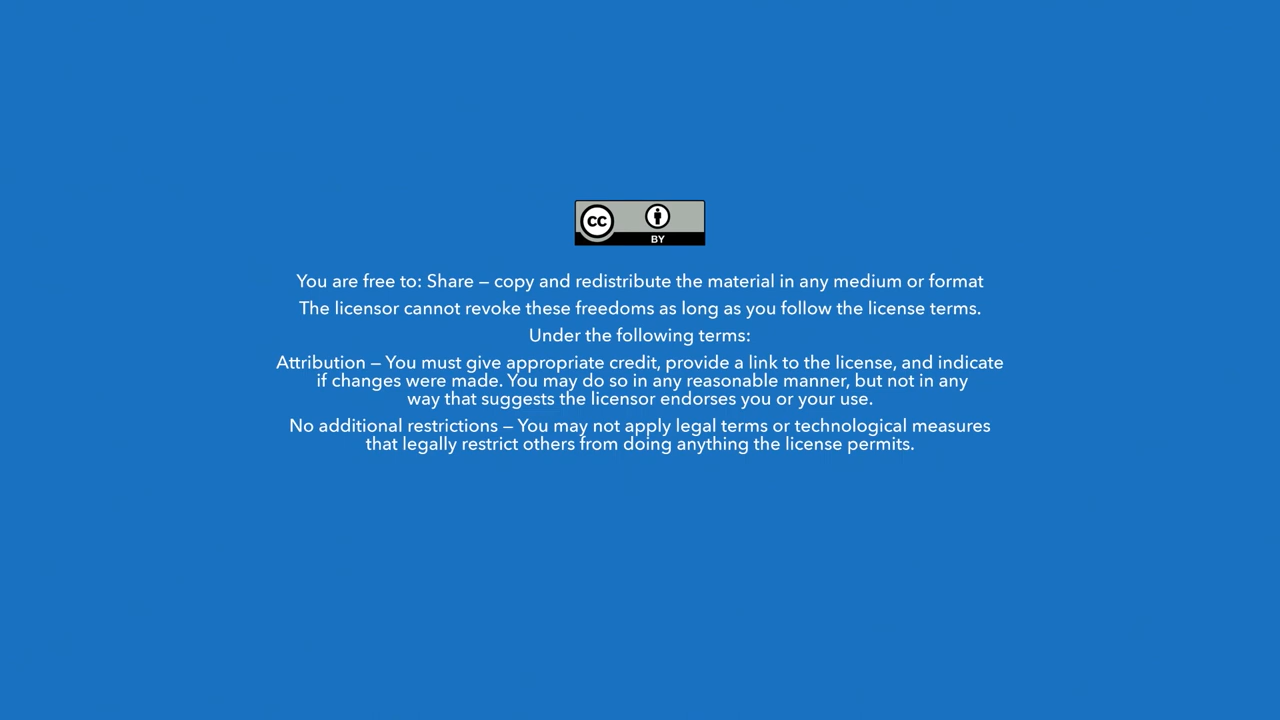 CC
BY
You are free to: Share – copy and redistribute the material in any medium or format
The licensor cannot revoke these freedoms as long as you follow the license terms.
Under the following terms:
Attribution – You must give appropriate credit, provide a link to the license, and indicate
if changes were made. You may do so in any reasonable manner, but not in any
way that suggests the licensor endorses you or your use.
No additional restrictions – You may not apply legal terms or technological measures
that legally restrict others from doing anything the license permits.